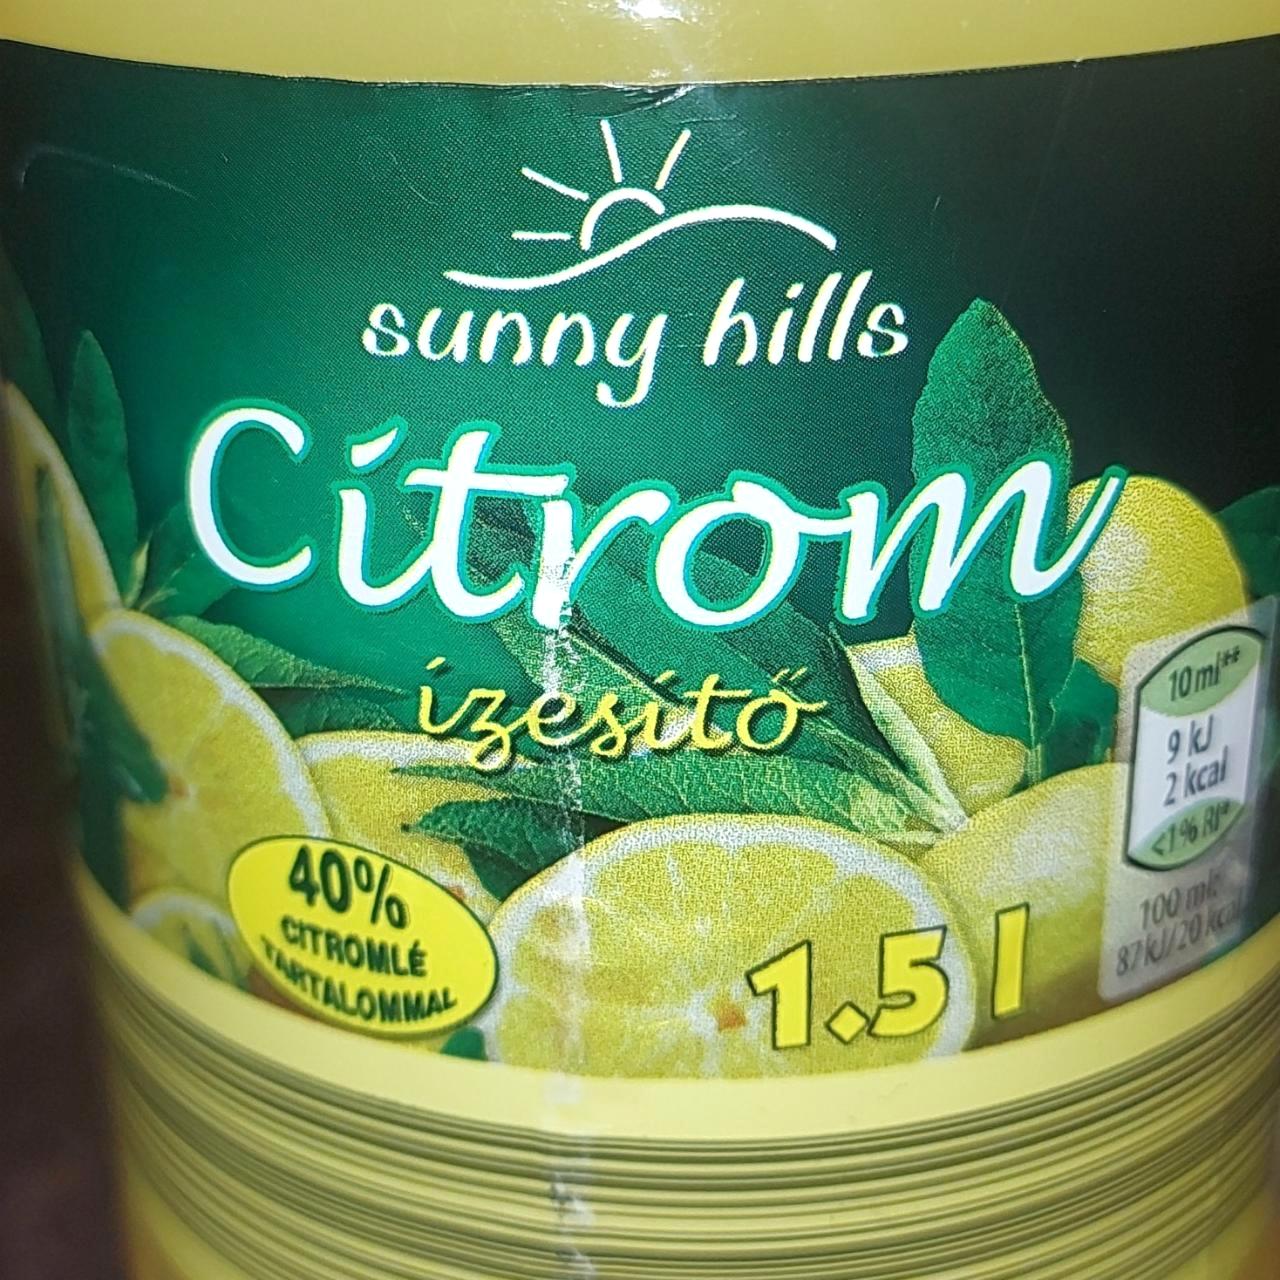 sunny hills
Citrom
ízesítő
10 ml**
9 kJ
2 kcal
<1% RI*
100 ml:
87 kJ/20 kcal
40%
CITROMLÉ
TARTALOMMAL
1.5 l